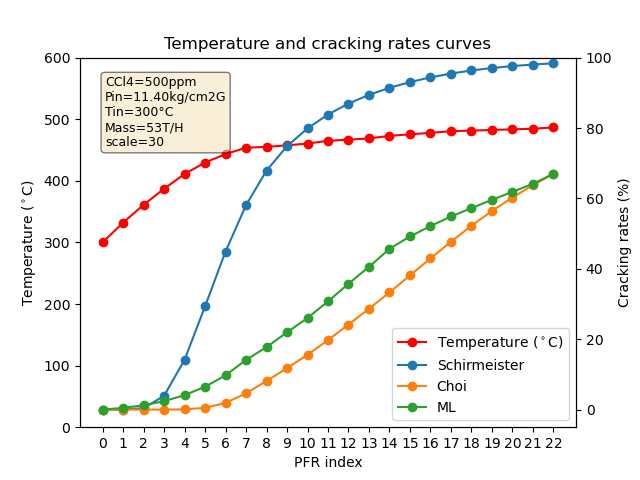 Temperature and cracking rates curves
CCl4=500ppm
Pin=11.40kg/cm2G
Tin=300°C
Mass=53T/H
scale=30
600
500
400
300
200
100
0
Temperature (°C)
100
80
60
40
20
0
Cracking rates (%)
Temperature (°C)
Schirmeister
Choi
ML
0 1 2 3 4 5 6 7 8 9 10 11 12 13 14 15 16 17 18 19 20 21 22
PFR index